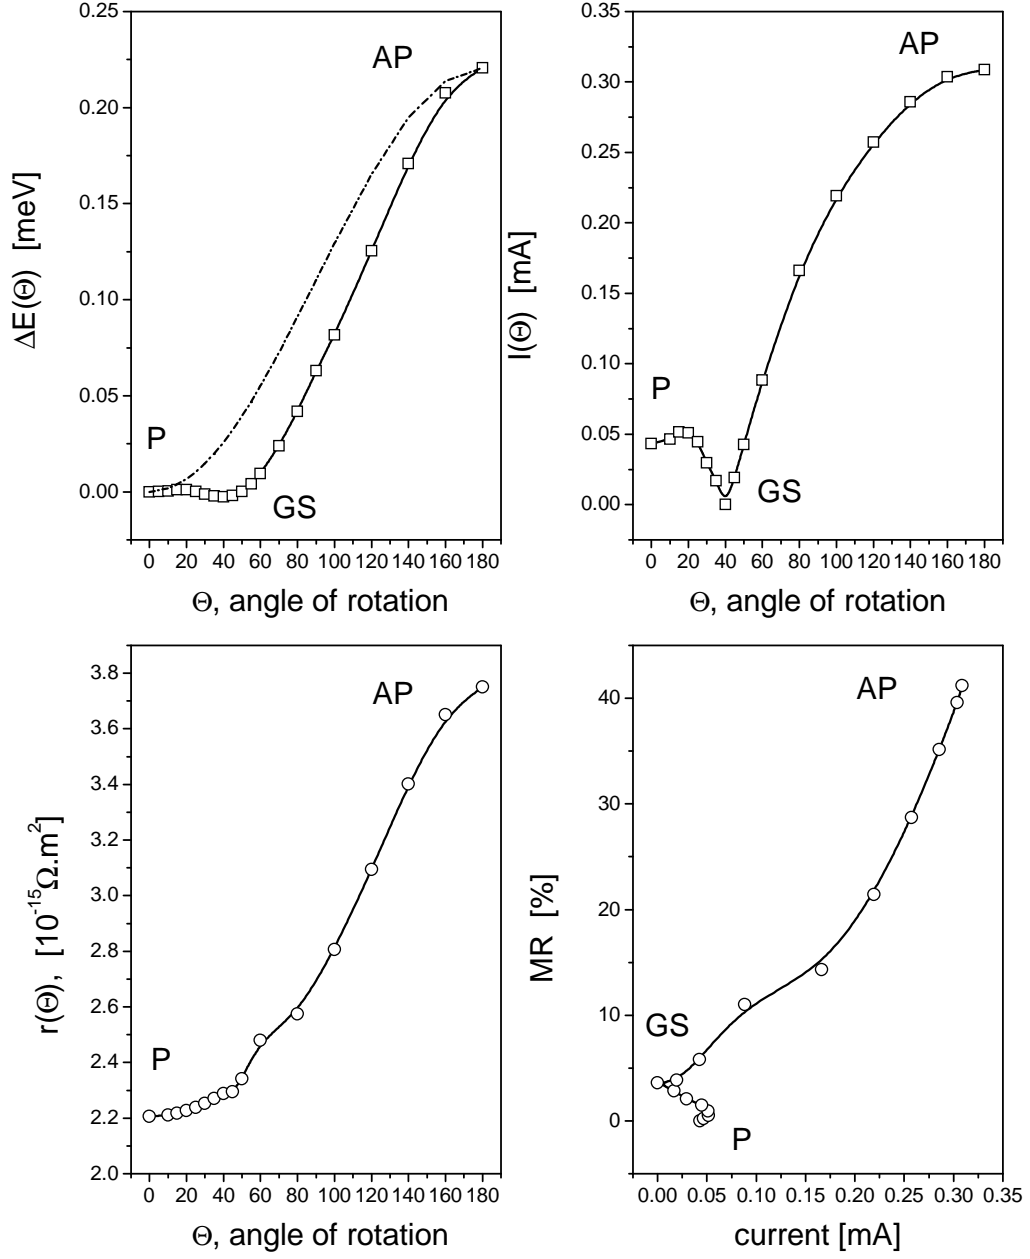 0.25
0.20
0.15
0.10
0.05
0.00
ΔE(Θ) [meV]
AP
P
GS
0 20 40 60 80 100 120 140 160 180
Θ, angle of rotation
0.35
0.30
0.25
0.20
0.15
0.10
0.05
0.00
I(Θ) [mA]
AP
P
GS
0 20 40 60 80 100 120 140 160 180
Θ, angle of rotation
3.8
3.6
3.4
3.2
3.0
2.8
2.6
2.4
2.2
2.0
r(Θ), [10⁻¹⁵Ω.m²]
AP
P
0 20 40 60 80 100 120 140 160 180
Θ, angle of rotation
40
30
20
10
0
MR [%]
AP
GS
P
0.00 0.05 0.10 0.15 0.20 0.25 0.30 0.35
current [mA]